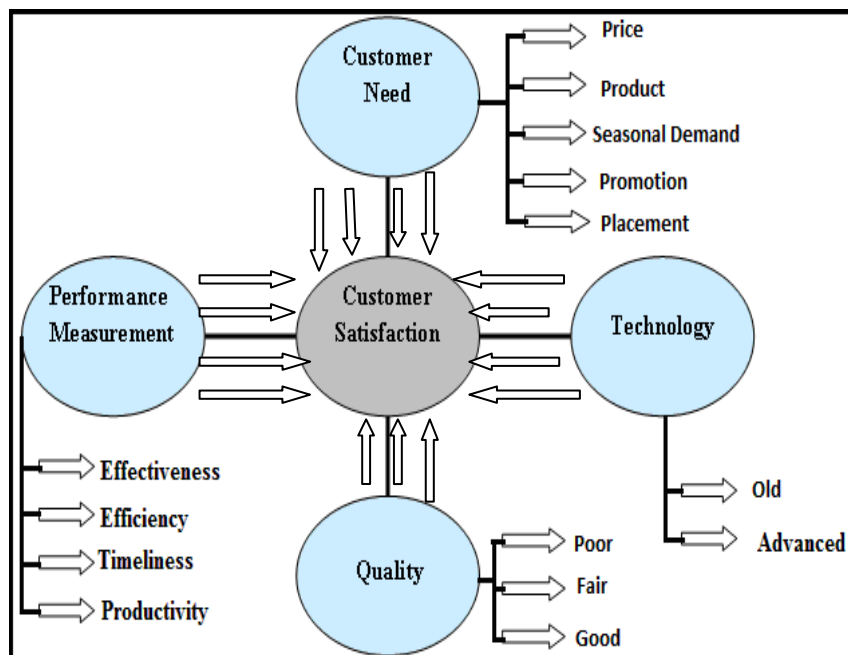 Customer
Need
Price
Product
Seasonal Demand
Promotion
Placement
Performance
Measurement
Customer
Satisfaction
Technology
Effectiveness
Efficiency
Timeliness
Productivity
Quality
Poor
Fair
Good
Old
Advanced